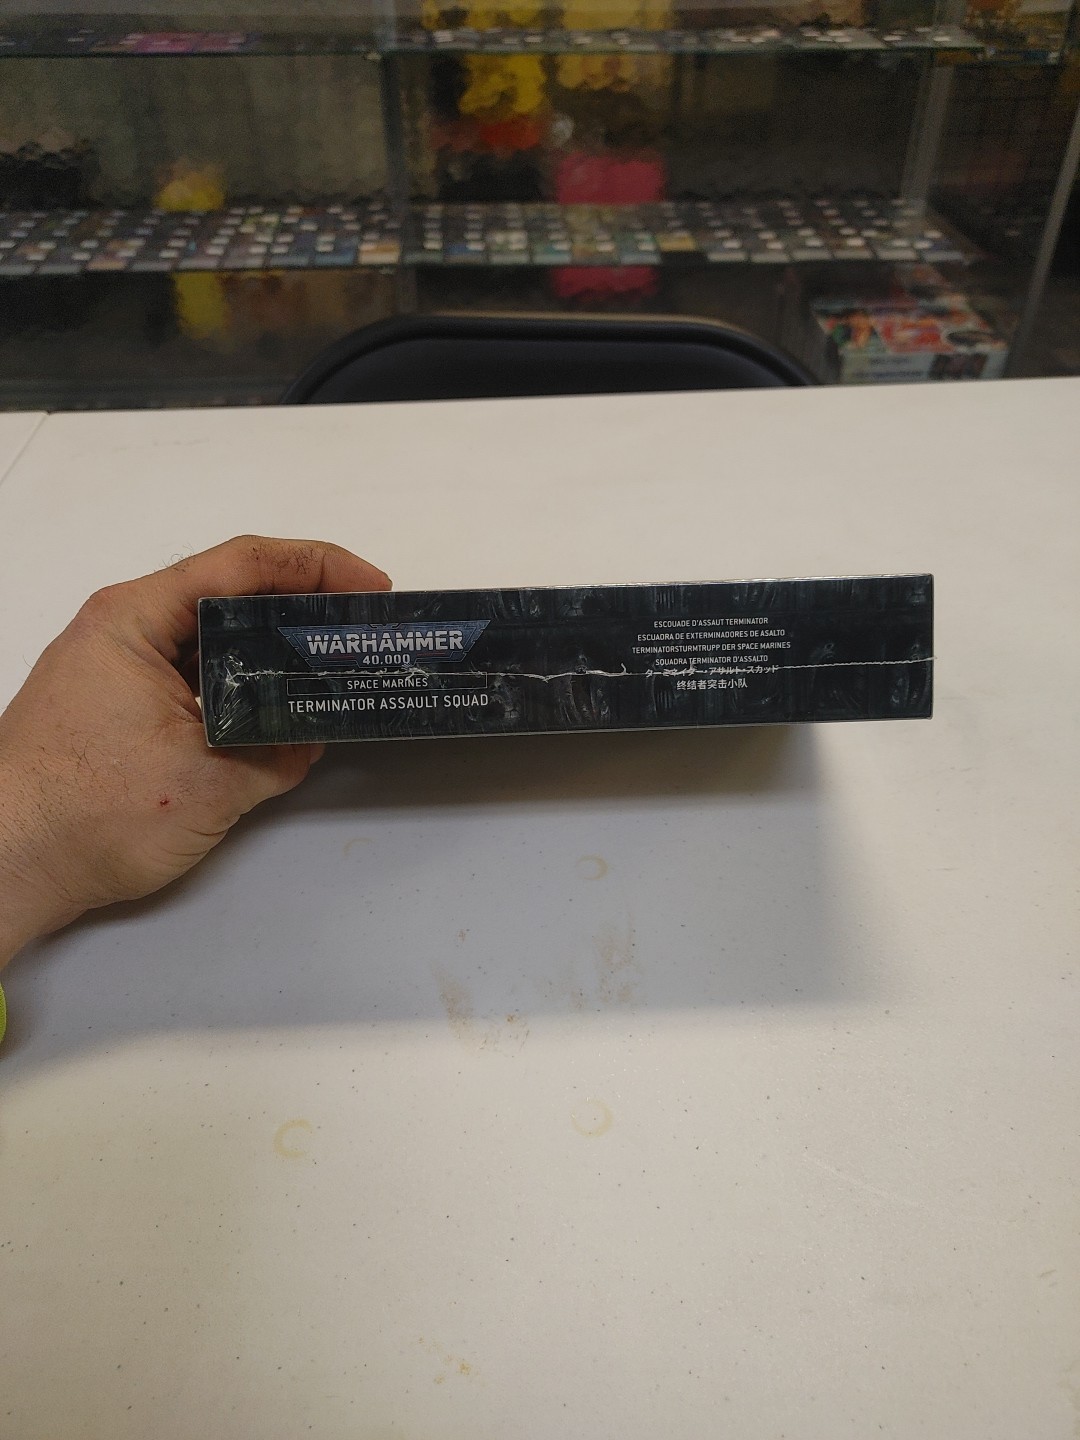 WARHAMMER
40,000
SPACE MARINES
TERMINATOR ASSAULT SQUAD
ESCOUADE D'ASSAUT TERMINATOR
ESCUADRA DE EXTERMINADORES DE ASALTO
TERMINATORSTURMTRUPP DER SPACE MARINES
SQUADRA TERMINATOR D'ASSALTO
ターミネイター・アサルト・スカッド
终结者突击小队